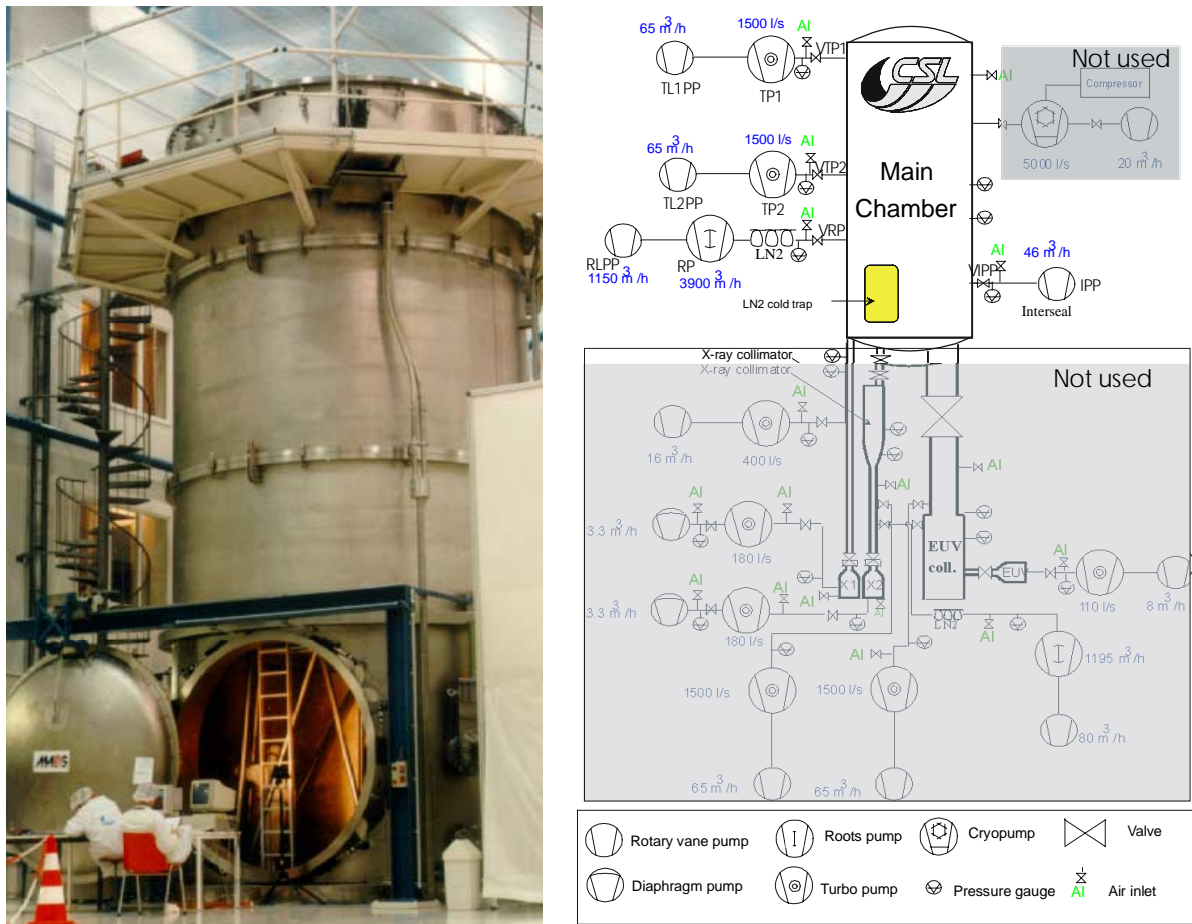 MARS
65 m³/h
1500 l/s
AI
VTP1
TL1PP
TP1
CSL
AI
Not used
Compressor
5000 l/s
20 m³/h
65 m³/h
1500 l/s
AI
VTP2
TL2PP
TP2
Main
Chamber
AI
VRP
RLPP
1150 m³/h
RP
3900 m³/h
LN2
AI
46 m³/h
VIPP
IPP
Interseal
LN2 cold trap
X-ray collimator
X-ray collimator
Not used
AI
16 m³/h
400 l/s
AI
AI
AI
AI
3.3 m³/h
180 l/s
EUV
coll.
X1
X2
EUV
AI
110 l/s
8 m³/h
AI
AI
AI
3.3 m³/h
180 l/s
LN2
AI
1195 m³/h
AI
1500 l/s
1500 l/s
80 m³/h
65 m³/h
65 m³/h
Rotary vane pump
Roots pump
Cryopump
Valve
Diaphragm pump
Turbo pump
Pressure gauge
AI
Air inlet